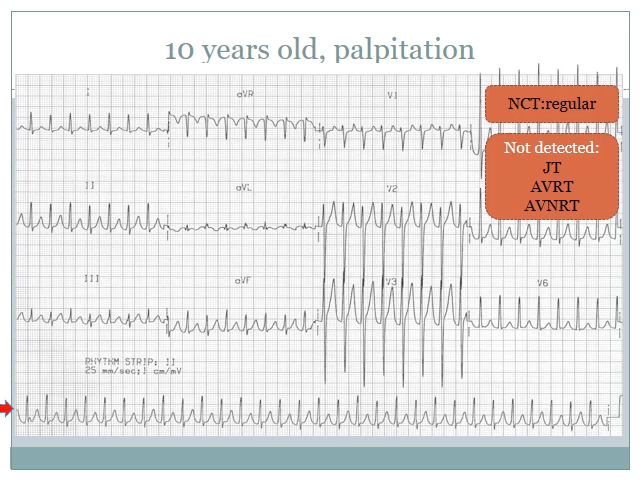 10 years old, palpitation
I
aVR
V1
NCT:regular
Not detected:
JT
AVRT
AVNRT
II
aVL
V2
III
aVF
V3
V6
RHYTHM STRIP: II
25 mm/sec;1 cm/mV